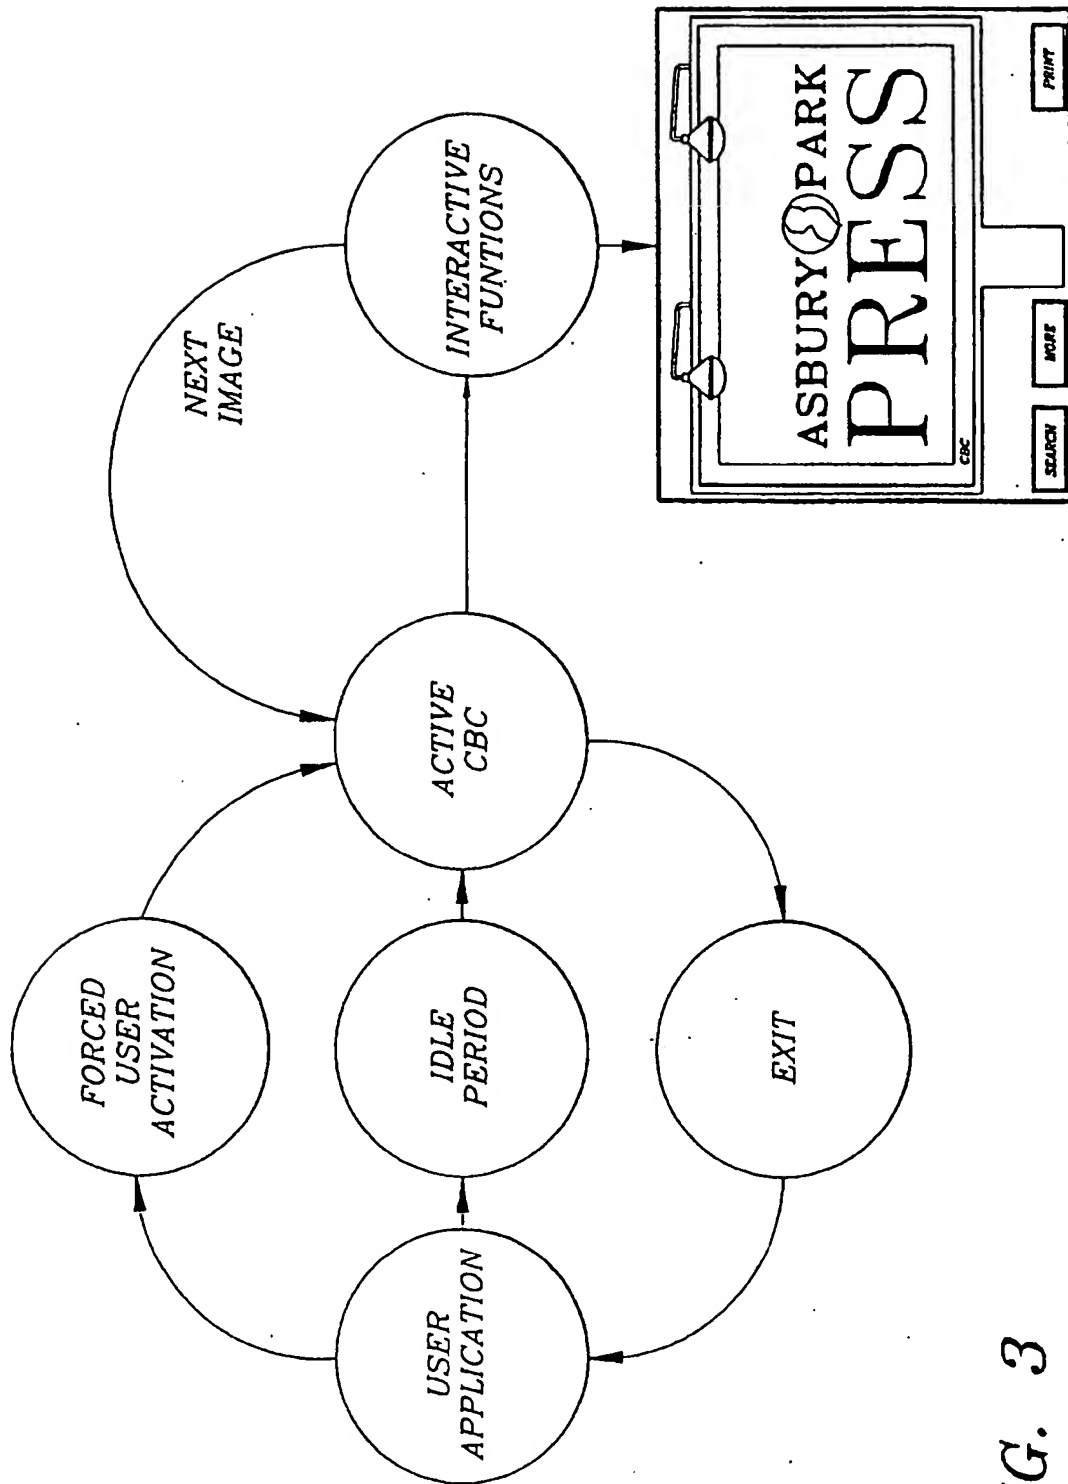 FORCED
USER
ACTIVATION
NEXT
IMAGE
USER
APPLICATION
IDLE
PERIOD
ACTIVE
CBC
INTERACTIVE
FUNTIONS
EXIT
ASBURY PARK
PRESS
CBC
SEARCH
MORE
PRINT
G. 3